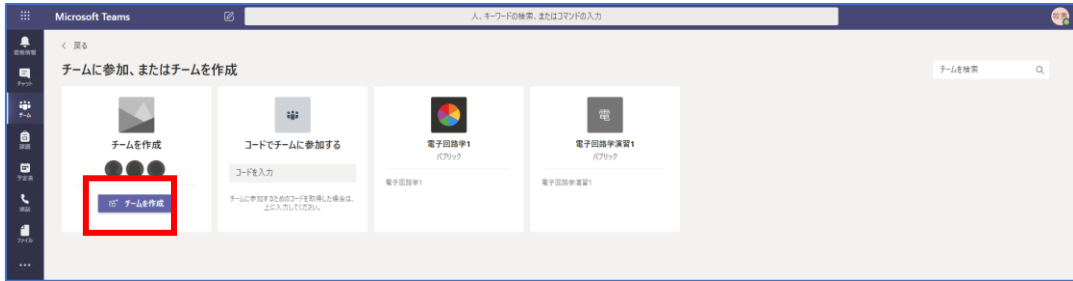 Microsoft Teams
人、キーワードの検索、またはコマンドの入力
< 戻る
チームに参加、またはチームを作成
チームを検索
チームを作成
チームを作成
コードでチームに参加する
コードを入力
チームに参加するためのコードを取得した場合は、
上に入力してください。
電子回路学1
パブリック
電子回路学1
電
電子回路学演習1
パブリック
電子回路学演習1
チャット
チーム
課題
予定表
通話
ファイル